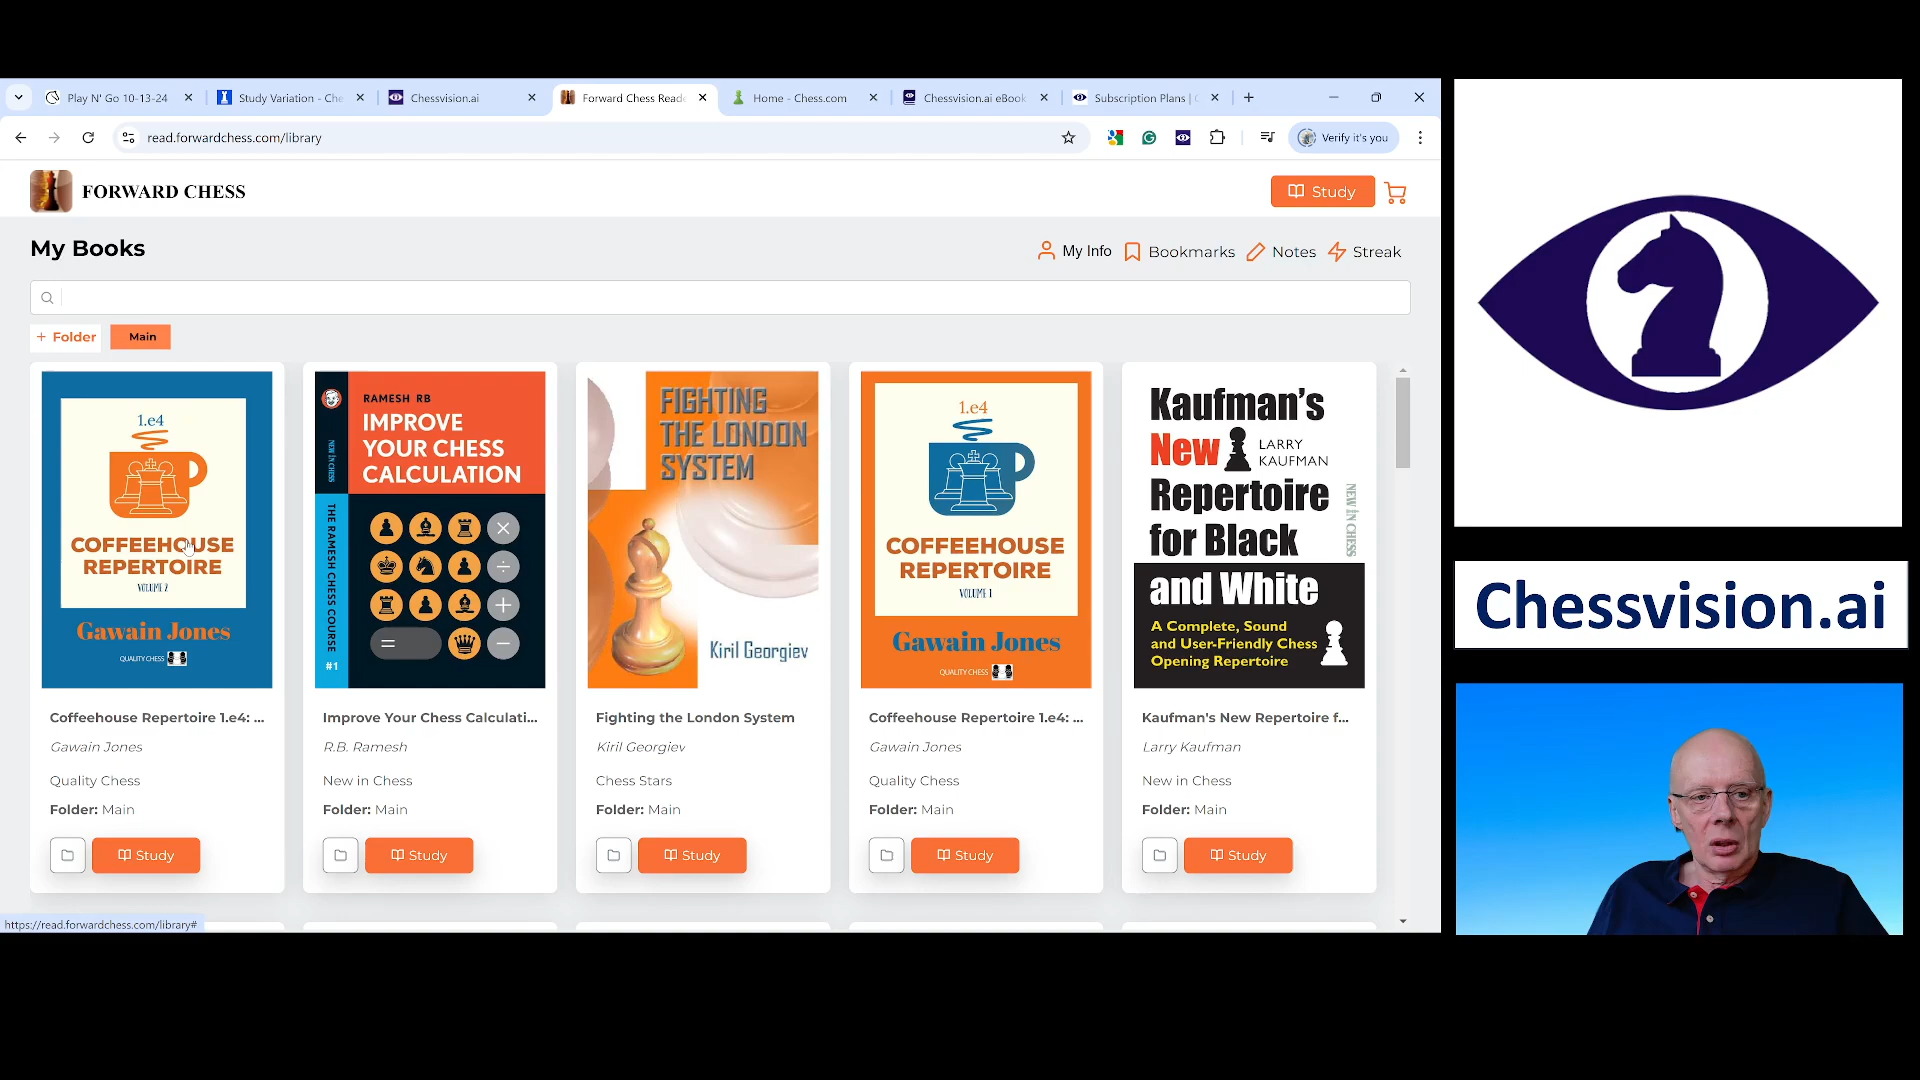 Play N' Go 10-13-24
Study Variation - Che
Chessvision.ai
Forward Chess Reade
Home - Chess.com
Chessvision.ai eBook
Subscription Plans | C
read.forwardchess.com/library
Verify it's you
FORWARD CHESS
Study
My Books
My Info
Bookmarks
Notes
Streak
+ Folder
Main
1.e4
COFFEEHOUSE
REPERTOIRE
VOLUME 2
Gawain Jones
QUALITY CHESS
RAMESH RB
IMPROVE
YOUR CHESS
CALCULATION
NEW IN CHESS
THE RAMESH CHESS COURSE
#1
FIGHTING
THE LONDON
SYSTEM
Kiril Georgiev
1.e4
COFFEEHOUSE
REPERTOIRE
VOLUME 1
Gawain Jones
QUALITY CHESS
Kaufman's
New
LARRY
KAUFMAN
Repertoire
for Black
and White
NEW IN CHESS
A Complete, Sound
and User-Friendly Chess
Opening Repertoire
Coffeehouse Repertoire 1.e4: ...
Gawain Jones
Quality Chess
Folder: Main
Study
Improve Your Chess Calculati...
R.B. Ramesh
New in Chess
Folder: Main
Study
Fighting the London System
Kiril Georgiev
Chess Stars
Folder: Main
Study
Coffeehouse Repertoire 1.e4: ...
Gawain Jones
Quality Chess
Folder: Main
Study
Kaufman's New Repertoire f...
Larry Kaufman
New in Chess
Folder: Main
Study
https://read.forwardchess.com/library#
Chessvision.ai